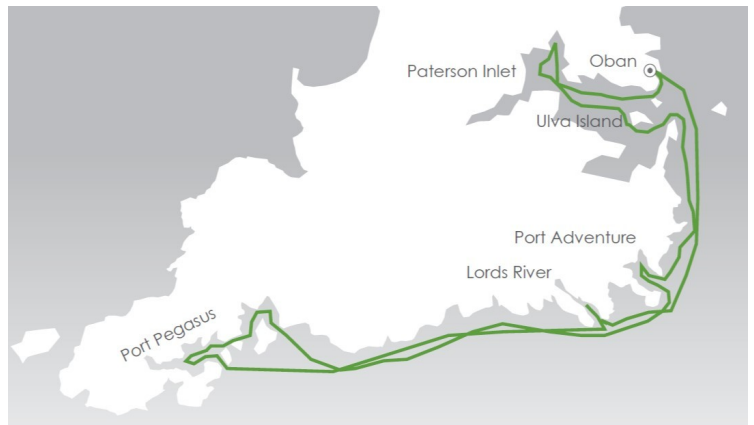 Oban
Paterson Inlet
Ulva Island
Port Adventure
Lords River
Port Pegasus